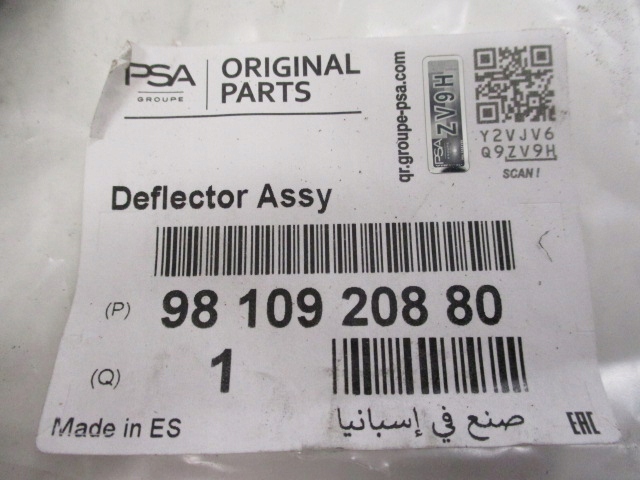 PSA
GROUPE
ORIGINAL
PARTS
qr.groupe-psa.com
PSA ZV9H
Y2VJV6
Q9ZV9H
SCAN!
Deflector Assy
(P) 98 109 208 80
(Q) 1
Made in ES
صنع في إسبانيا
EAC